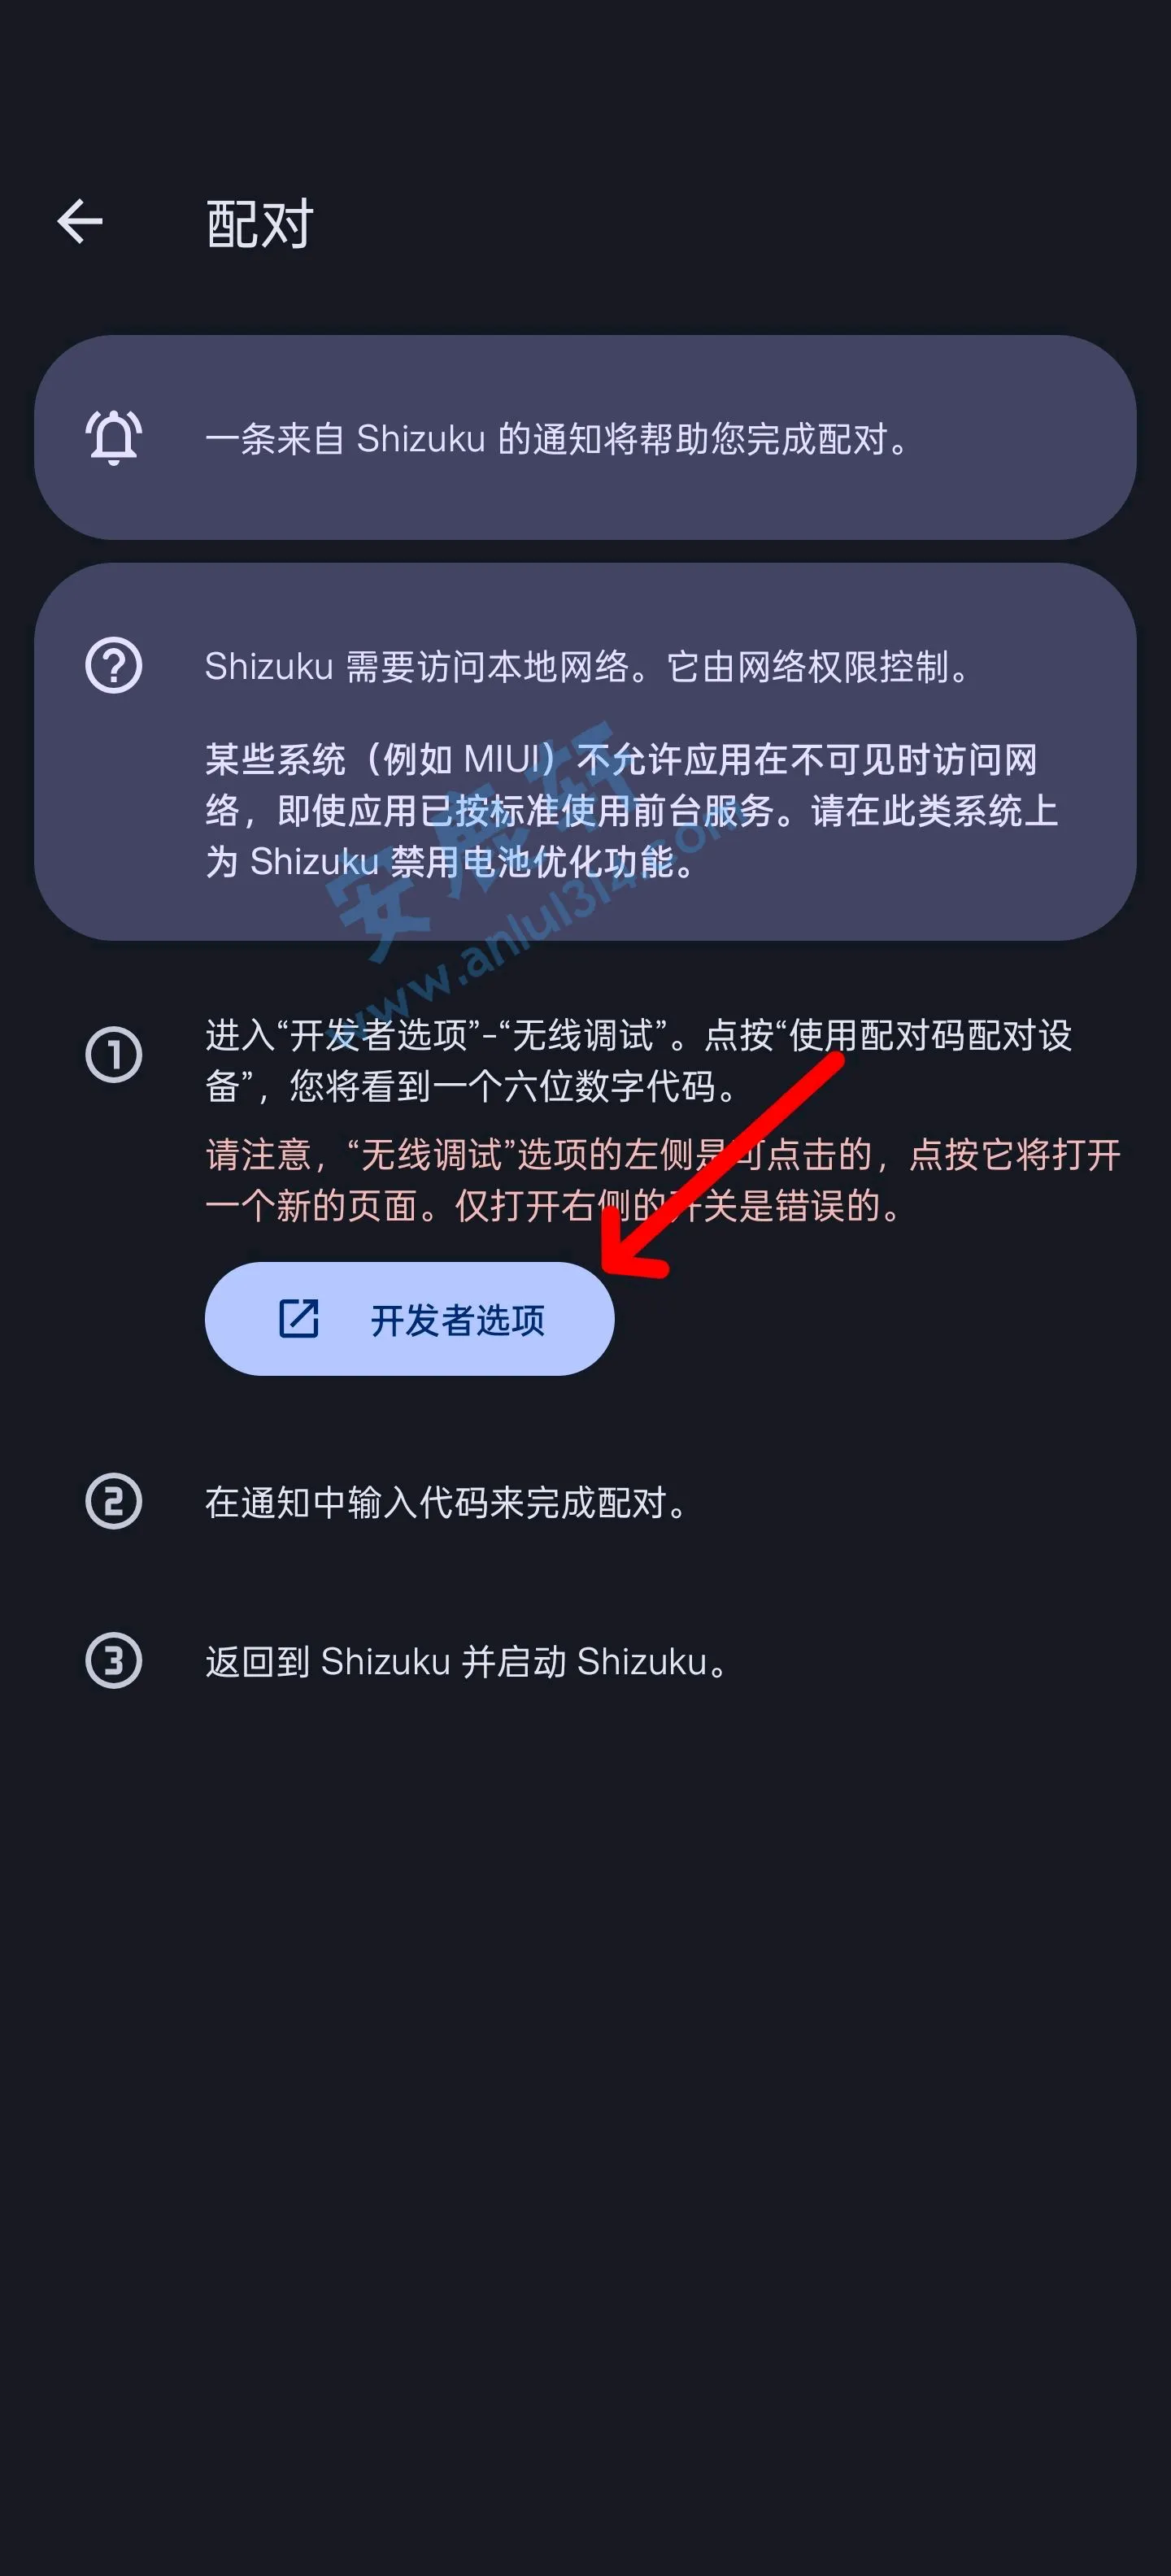 配对
一条来自 Shizuku 的通知将帮助您完成配对。
Shizuku 需要访问本地网络。它由网络权限控制。
某些系统（例如 MIUI）不允许应用在不可见时访问网
络，即使应用已按标准使用前台服务。请在此类系统上
为 Shizuku 禁用电池优化功能。
安鹿轩
www.anlu1314.com
1
进入“开发者选项”-“无线调试”。点按“使用配对码配对设
备”，您将看到一个六位数字代码。
请注意，“无线调试”选项的左侧是可点击的，点按它将打开
一个新的页面。仅打开右侧的开关是错误的。
开发者选项
2
在通知中输入代码来完成配对。
3
返回到 Shizuku 并启动 Shizuku。